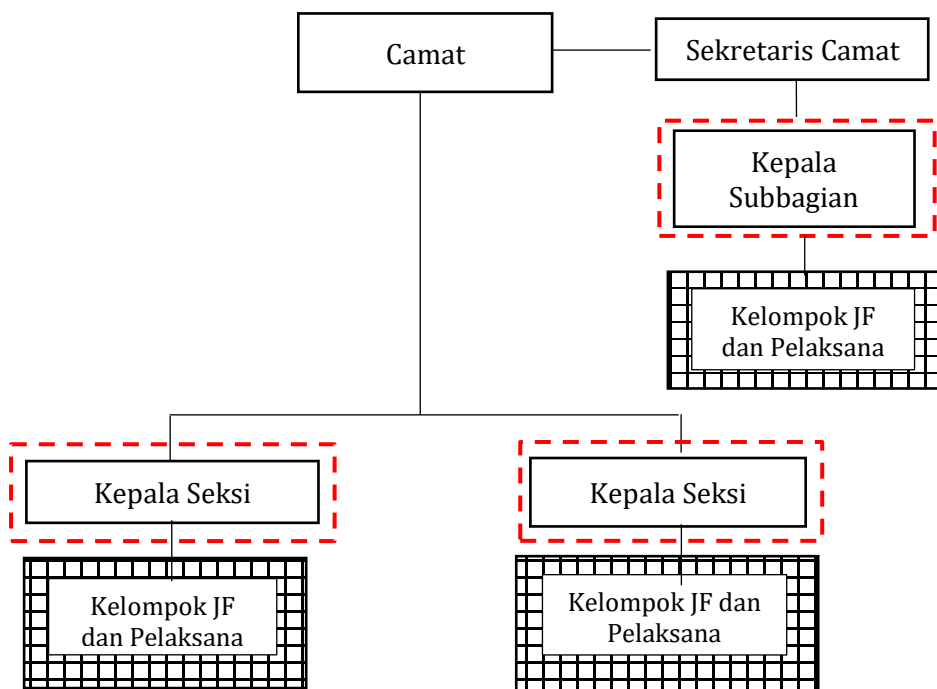 Camat
Sekretaris Camat
Kepala
Subbagian
Kelompok JF
dan Pelaksana
Kepala Seksi
Kepala Seksi
Kelompok JF
dan Pelaksana
Kelompok JF dan
Pelaksana